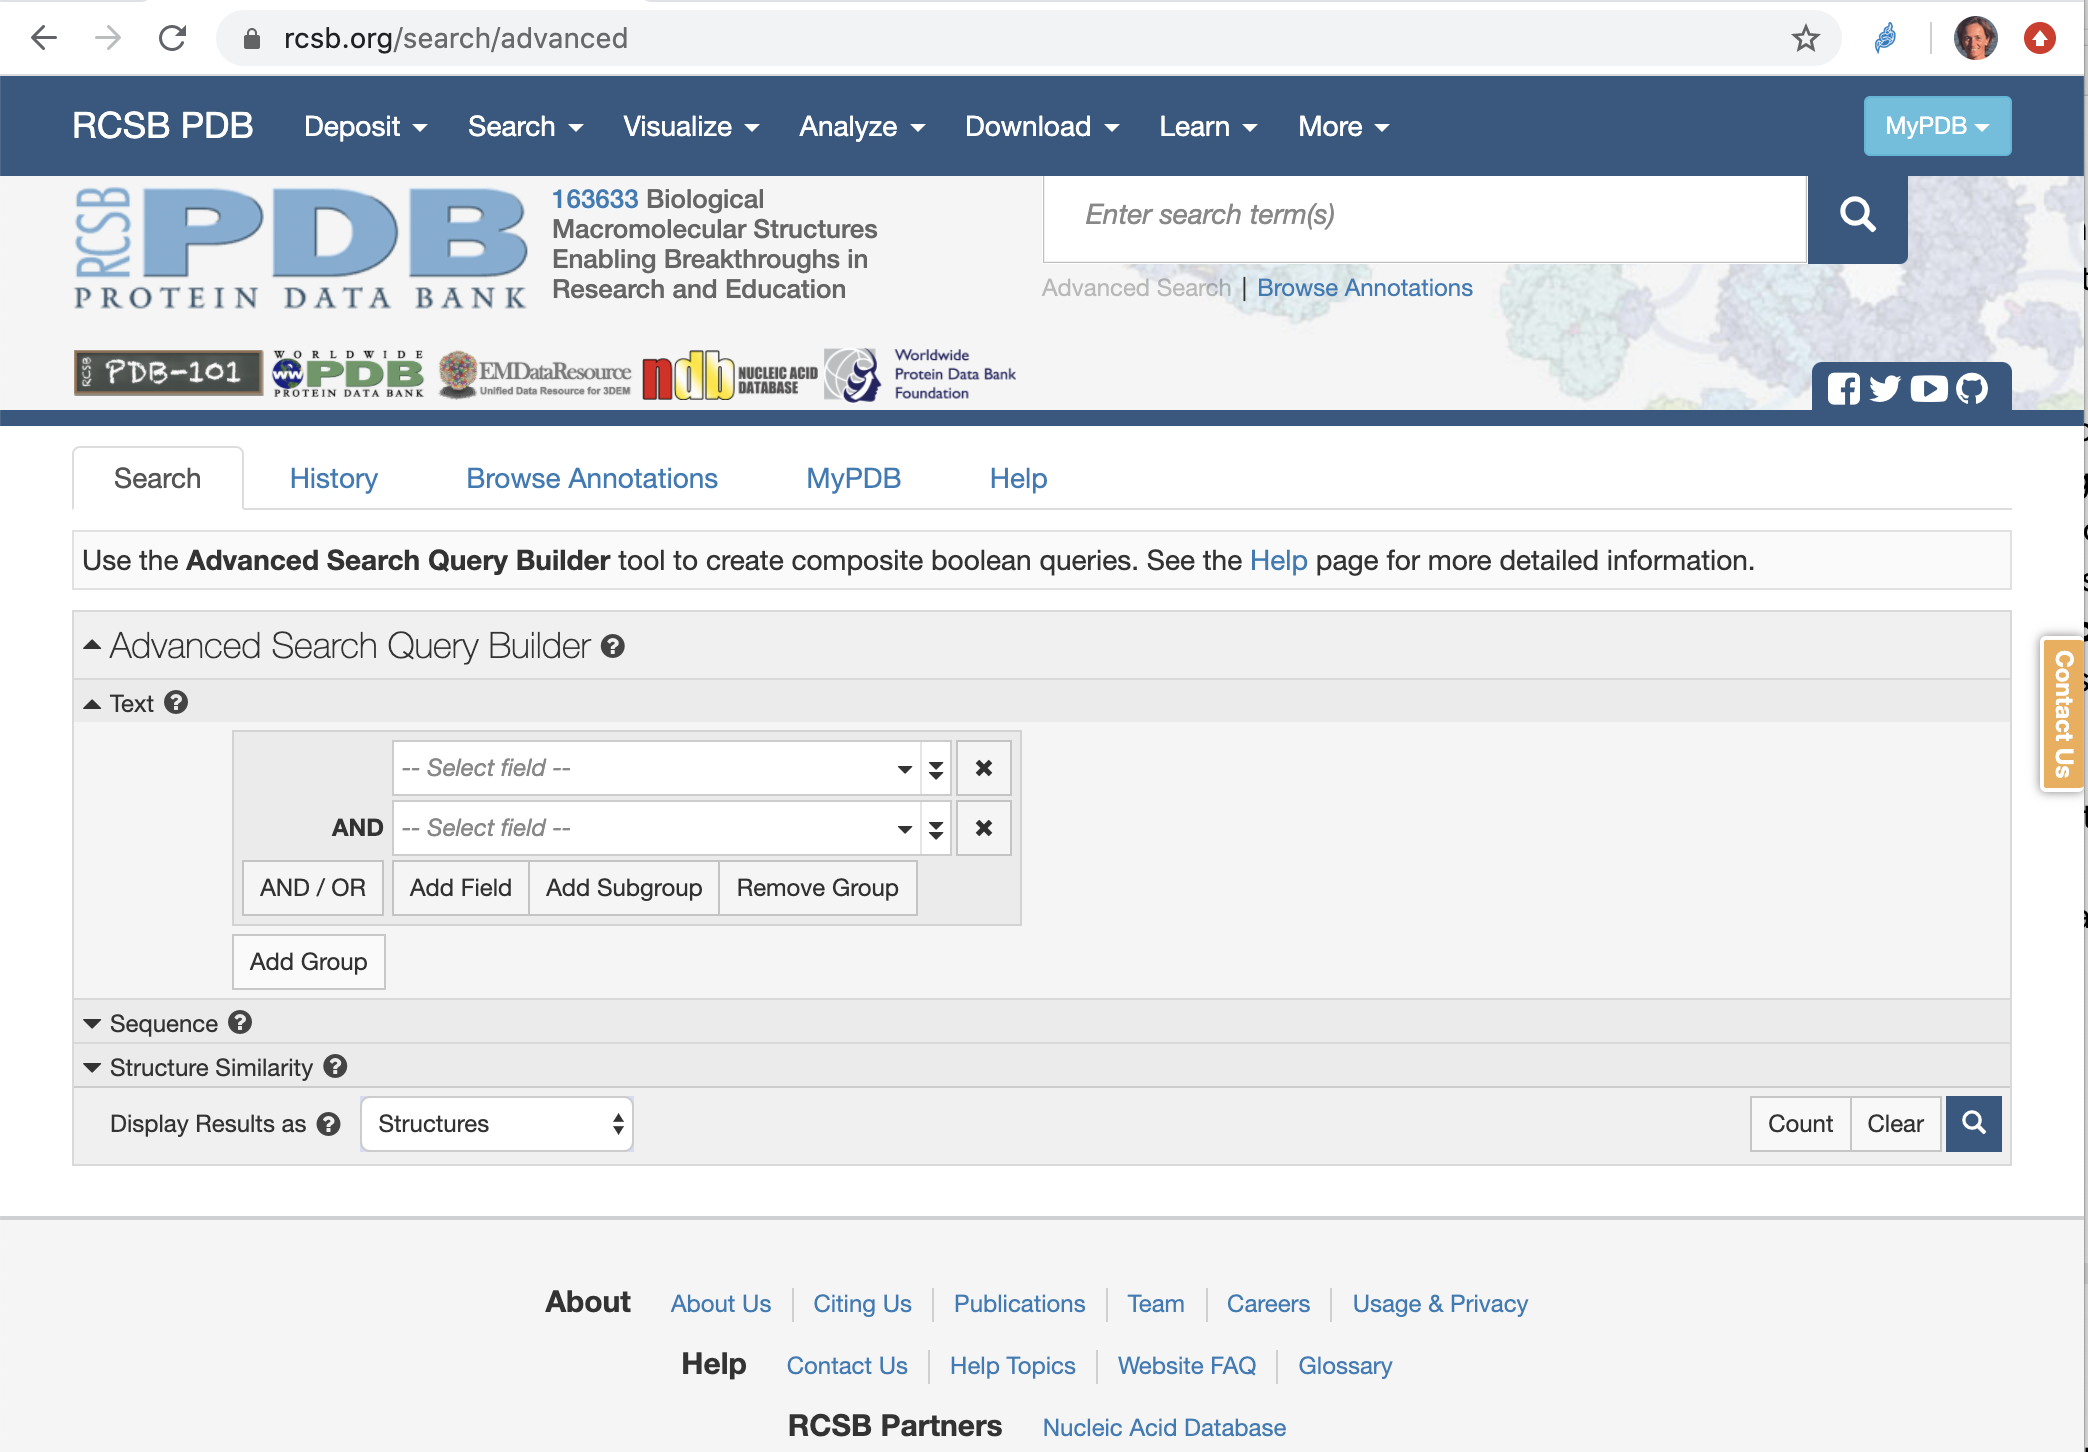 rcsb.org/search/advanced
RCSB PDB Deposit Search Visualize Analyze Download Learn More MyPDB
RCSB PDB
PROTEIN DATA BANK
163633 Biological
Macromolecular Structures
Enabling Breakthroughs in
Research and Education
Enter search term(s)
Advanced Search | Browse Annotations
RCSB PDB-101
WORLDWIDE
PDB
PROTEIN DATA BANK
EMDataResource
Unified Data Resource for 3DEM
ndb NUCLEIC ACID
DATABASE
Worldwide
Protein Data Bank
Foundation
Search History Browse Annotations MyPDB Help
Use the Advanced Search Query Builder tool to create composite boolean queries. See the Help page for more detailed information.
Advanced Search Query Builder ?
Text ?
-- Select field --
AND -- Select field --
AND / OR Add Field Add Subgroup Remove Group
Add Group
Sequence ?
Structure Similarity ?
Display Results as ? Structures Count Clear
Contact Us
About About Us Citing Us Publications Team Careers Usage & Privacy
Help Contact Us Help Topics Website FAQ Glossary
RCSB Partners Nucleic Acid Database